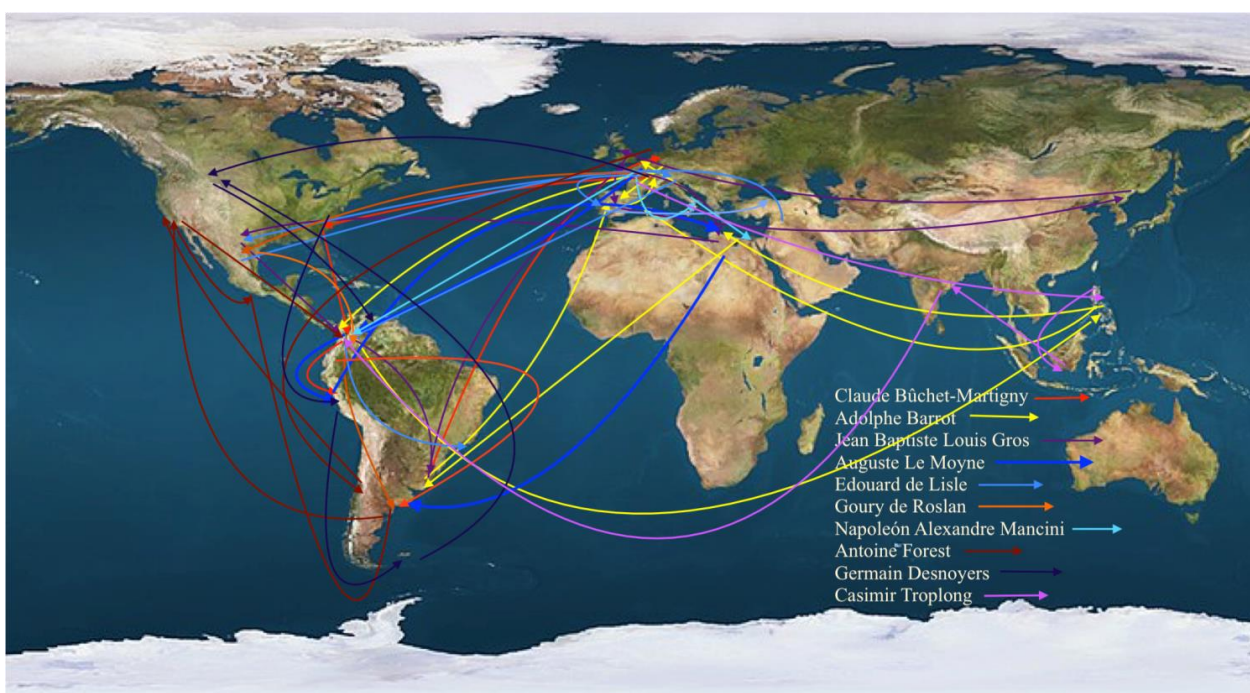 Claude Bûchet-Martigny
Adolphe Barrot
Jean Baptiste Louis Gros
Auguste Le Moyne
Edouard de Lisle
Goury de Roslan
Napoleón Alexandre Mancini
Antoine Forest
Germain Desnoyers
Casimir Troplong